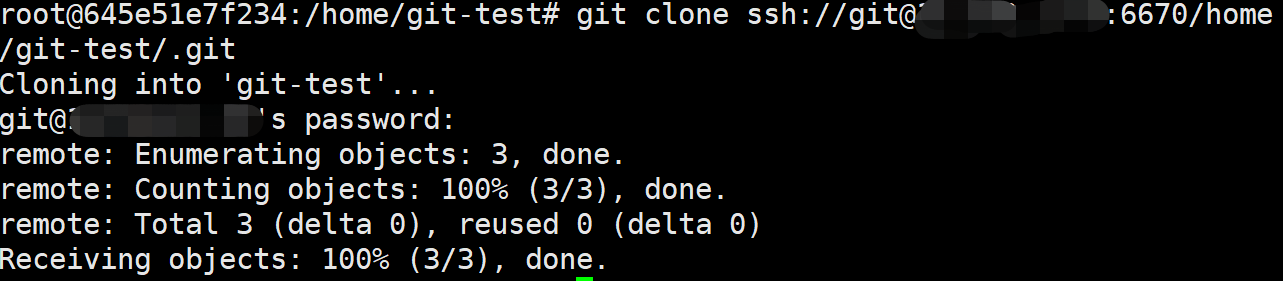 root@645e51e7f234:/home/git-test# git clone ssh://git@:6670/home
/git-test/.git
Cloning into 'git-test'...
git@'s password:
remote: Enumerating objects: 3, done.
remote: Counting objects: 100% (3/3), done.
remote: Total 3 (delta 0), reused 0 (delta 0)
Receiving objects: 100% (3/3), done.